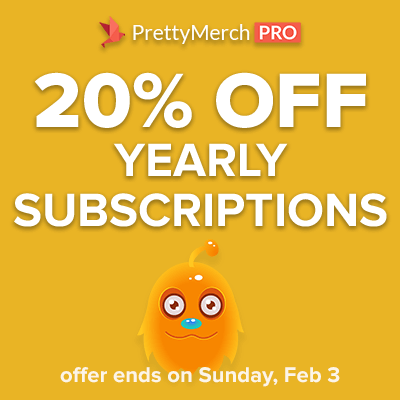 PrettyMerch PRO
20% OFF
YEARLY
SUBSCRIPTIONS
offer ends on Sunday, Feb 3